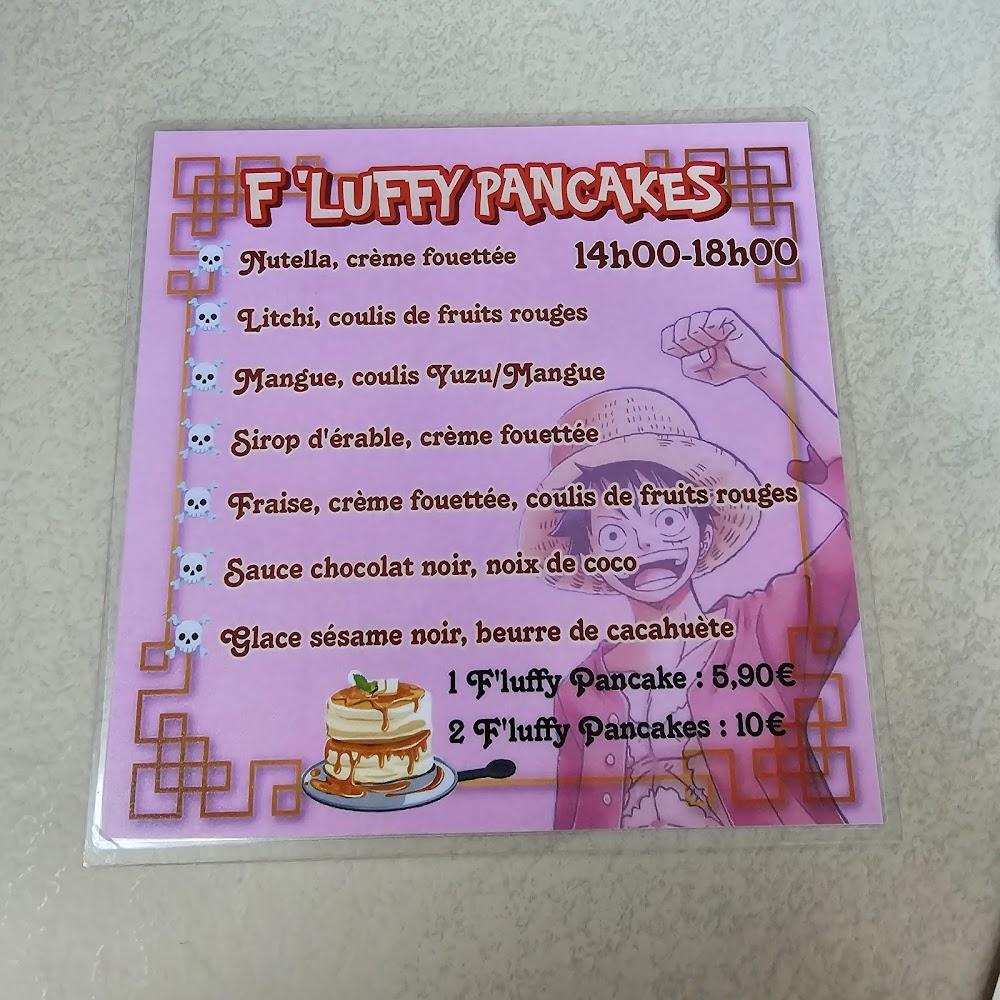 F'LUFFY PANCAKES
Nutella, crème fouettée 14h00-18h00
Litchi, coulis de fruits rouges
Mangue, coulis Yuzu/Mangue
Sirop d'érable, crème fouettée
Fraise, crème fouettée, coulis de fruits rouges
Sauce chocolat noir, noix de coco
Glace sésame noir, beurre de cacahuète
1 F'luffy Pancake : 5,90€
2 F'luffy Pancakes : 10€